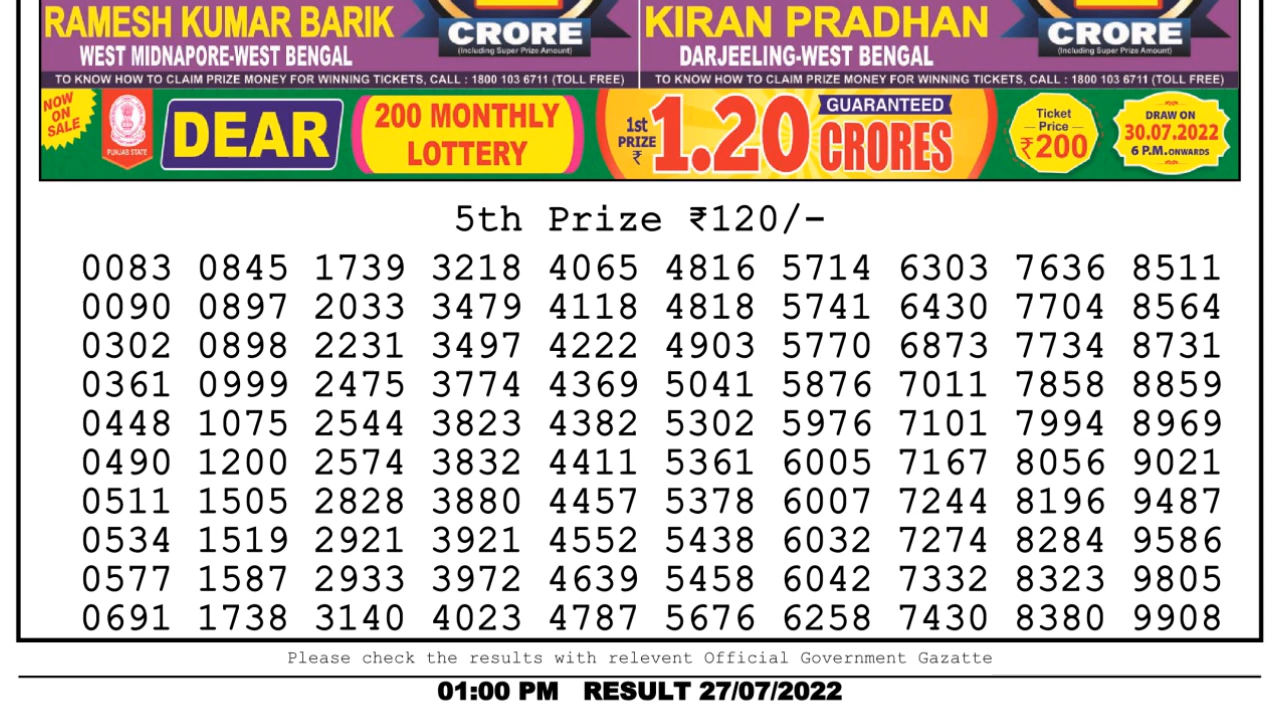 RAMESH KUMAR BARIK
WEST MIDNAPORE-WEST BENGAL
CRORE
(Including Super Prize Amount)
TO KNOW HOW TO CLAIM PRIZE MONEY FOR WINNING TICKETS, CALL : 1800 103 6711 (TOLL FREE)
KIRAN PRADHAN
DARJEELING-WEST BENGAL
CRORE
(Including Super Prize Amount)
TO KNOW HOW TO CLAIM PRIZE MONEY FOR WINNING TICKETS, CALL : 1800 103 6711 (TOLL FREE)
NOW
ON
SALE
PUNJAB STATE
DEAR
200 MONTHLY
LOTTERY
1st
PRIZE
₹
1.20
GUARANTEED
CRORES
Ticket
Price
₹200
DRAW ON
30.07.2022
6 P.M. ONWARDS
5th Prize ₹120/-
0083 0845 1739 3218 4065 4816 5714 6303 7636 8511
0090 0897 2033 3479 4118 4818 5741 6430 7704 8564
0302 0898 2231 3497 4222 4903 5770 6873 7734 8731
0361 0999 2475 3774 4369 5041 5876 7011 7858 8859
0448 1075 2544 3823 4382 5302 5976 7101 7994 8969
0490 1200 2574 3832 4411 5361 6005 7167 8056 9021
0511 1505 2828 3880 4457 5378 6007 7244 8196 9487
0534 1519 2921 3921 4552 5438 6032 7274 8284 9586
0577 1587 2933 3972 4639 5458 6042 7332 8323 9805
0691 1738 3140 4023 4787 5676 6258 7430 8380 9908
Please check the results with relevent Official Government Gazatte
01:00 PM RESULT 27/07/2022